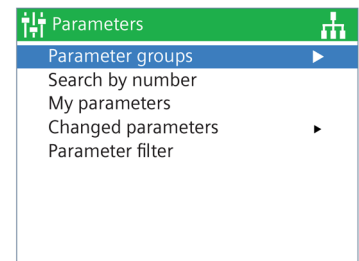 Parameters
Parameter groups
Search by number
My parameters
Changed parameters
Parameter filter